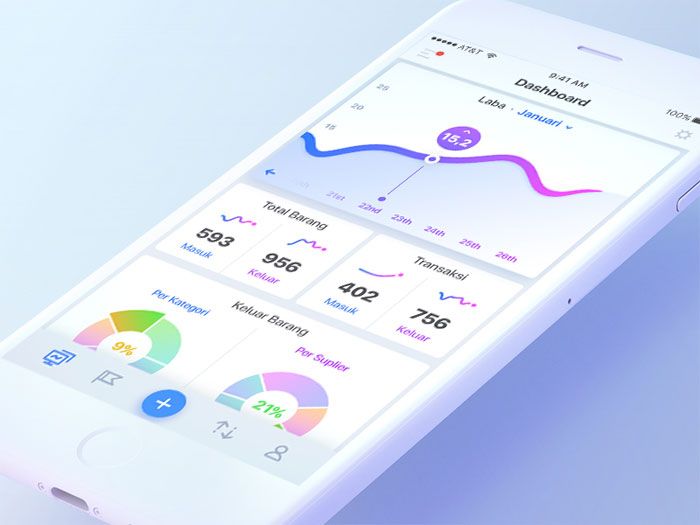 AT&T
9:41 AM
100%
Dashboard
Laba · Januari
25
20
15
15,2
21st 22nd 23th 24th 25th 26th
Total Barang
593
Masuk
956
Keluar
Transaksi
402
Masuk
756
Keluar
Keluar Barang
Per Kategori
9%
Per Suplier
21%